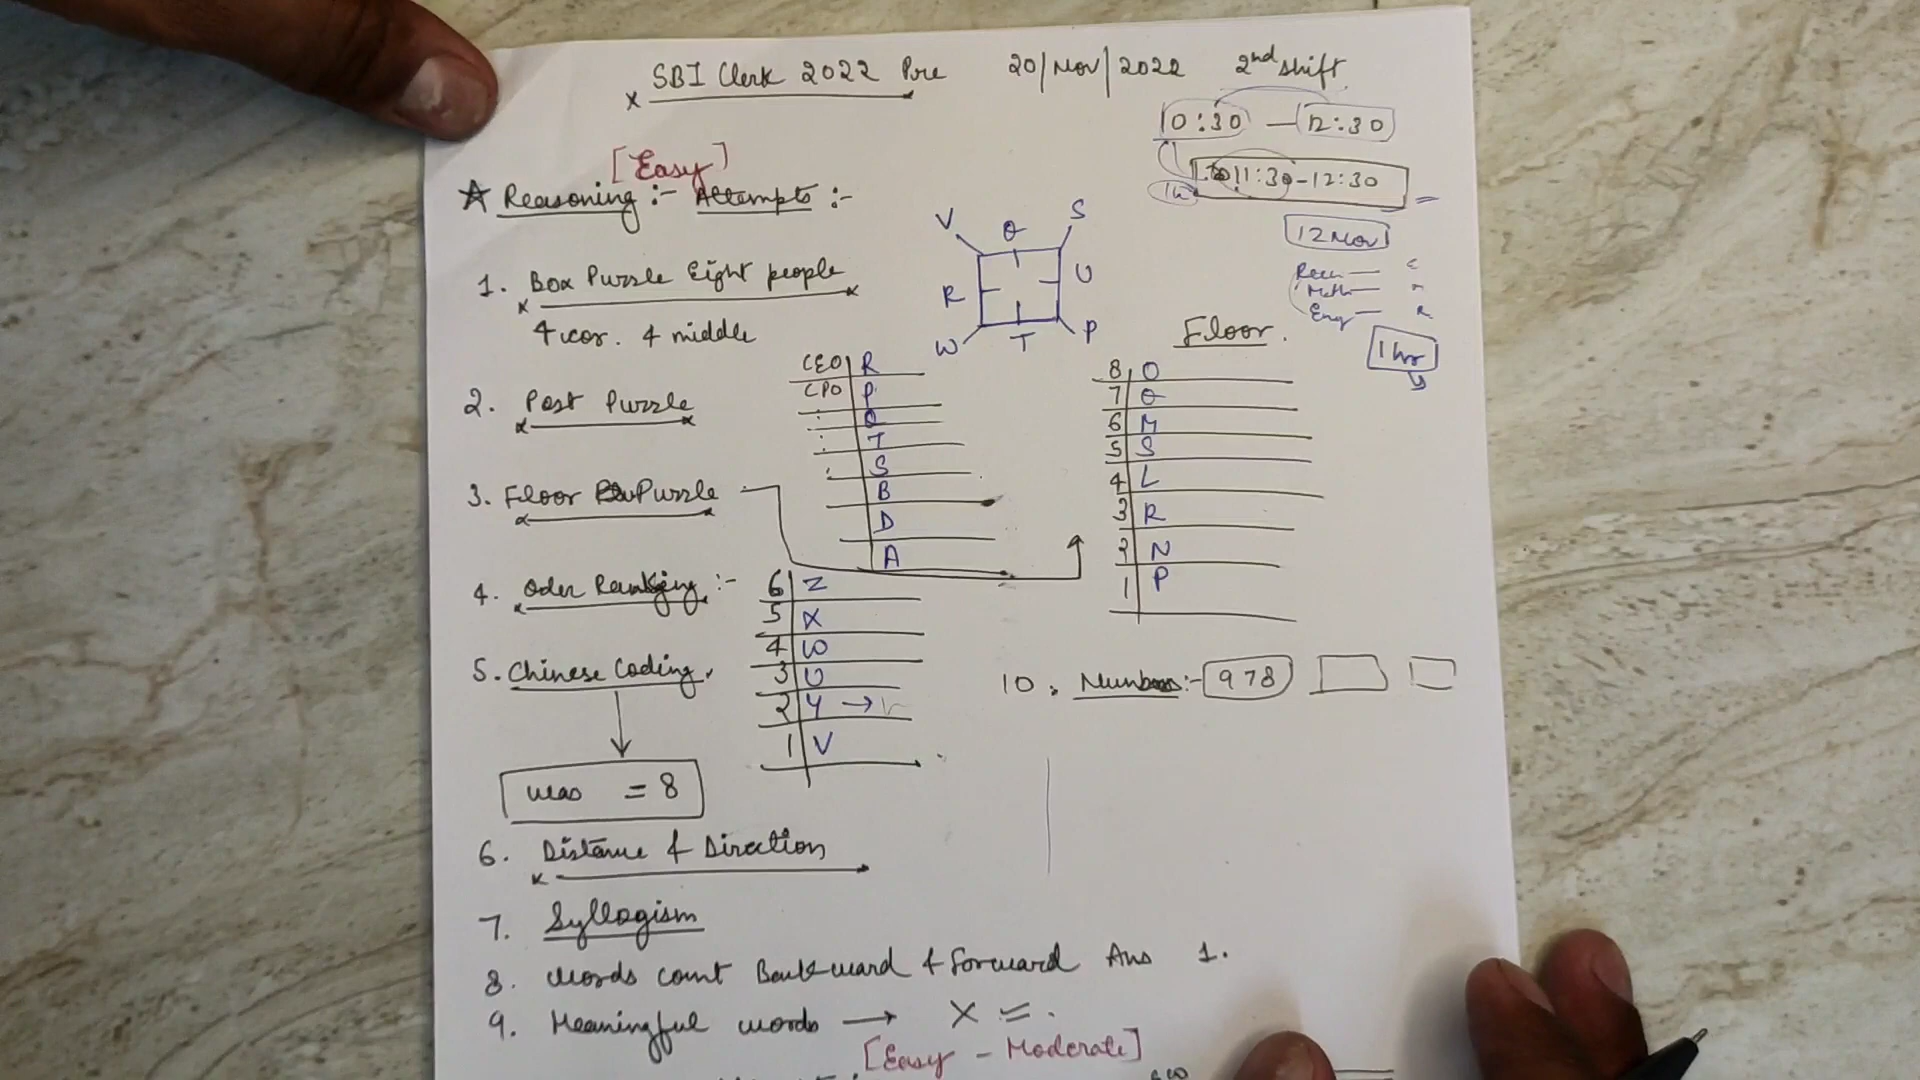 SBI Clerk 2022 Pre 20/Nov/2022 2nd shift
10:30 - 12:30
11:30-12:30
12 Nov
[Easy]
Reasoning :- Attempts :-
V Q S
R U
W T P
1. Box Puzzle Eight people
4 cor. 4 middle
Eng
1 hr
2. Post Puzzle
CEO R
CPO P
Q
T
S
B
D
A
Floor.
8 O
7 Q
6 M
5 S
4 L
3 R
2 N
1 P
3. Floor Puzzle
4. Oder Ranking :-
6 Z
5 X
4 W
3 U
2 Y →
1 V
5. Chinese Coding.
= 8
6. Distance & Direction
7. Syllogism
8. Words count Backward & Forward Ans 1.
9. Meaningful words → X = .
10. Numbers :- 978
[Easy - Moderate]